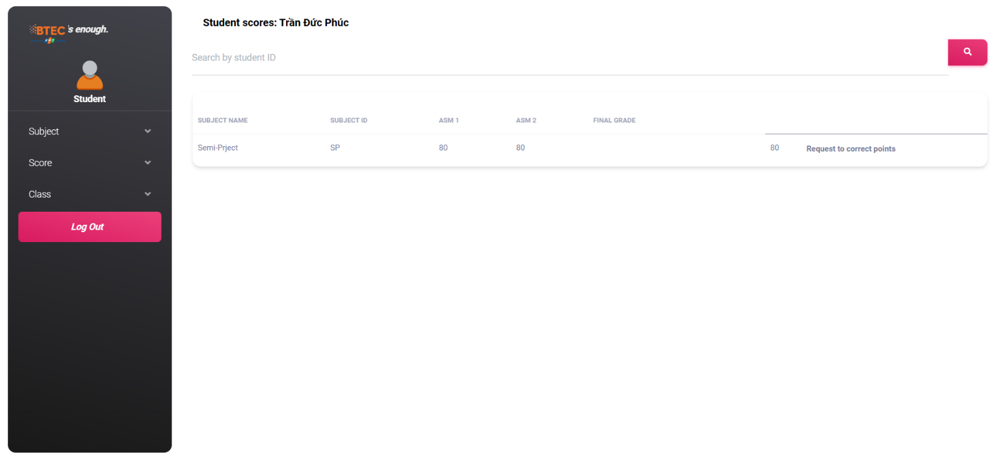 BTEC's enough.
FPT
Student
Subject
Score
Class
Log Out
Student scores: Trần Đức Phúc
Search by student ID
SUBJECT NAME SUBJECT ID ASM 1 ASM 2 FINAL GRADE
Semi-Prject SP 80 80 80 Request to correct points